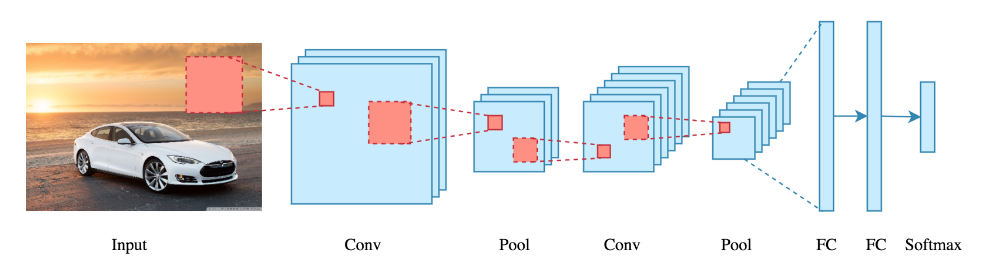 Input
Conv
Pool
Conv
Pool
FC
FC
Softmax